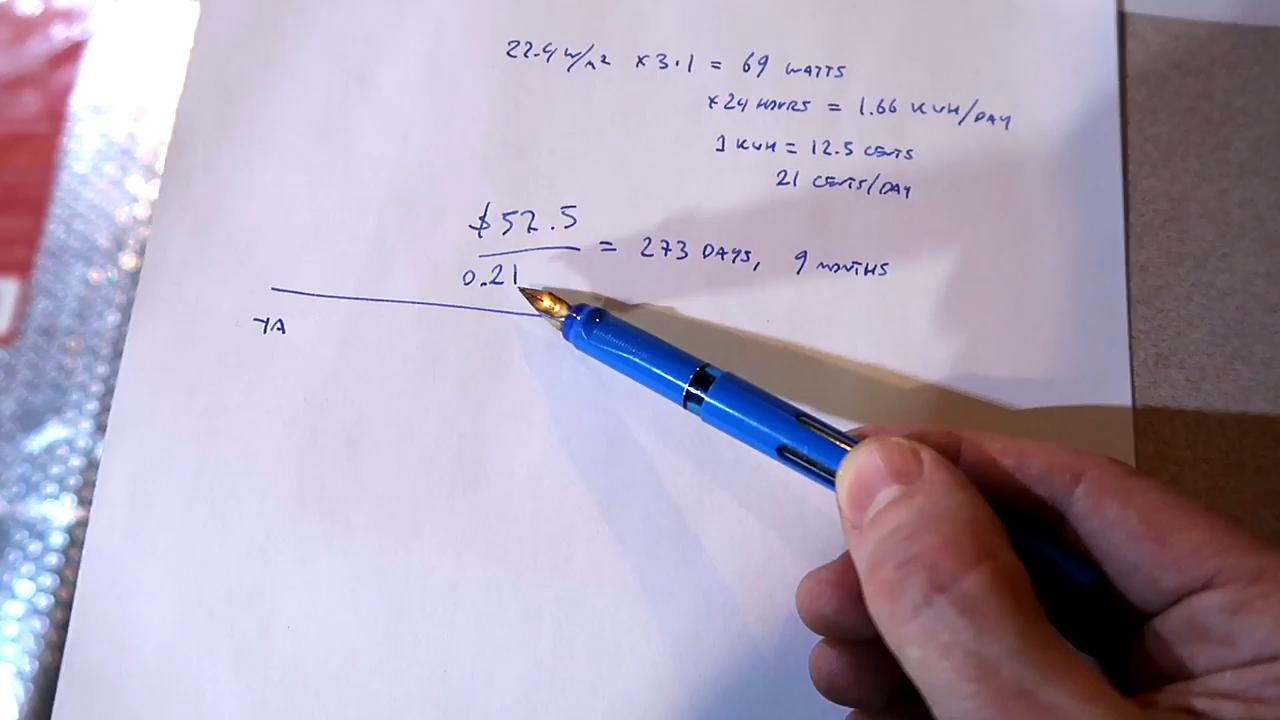 22.4 W/m² x 3.1 = 69 WATTS
x 24 HOURS = 1.66 KWH/DAY
1 KWH = 12.5 CENTS
21 CENTS/DAY
$52.5
0.21
= 273 DAYS, 9 MONTHS
YA